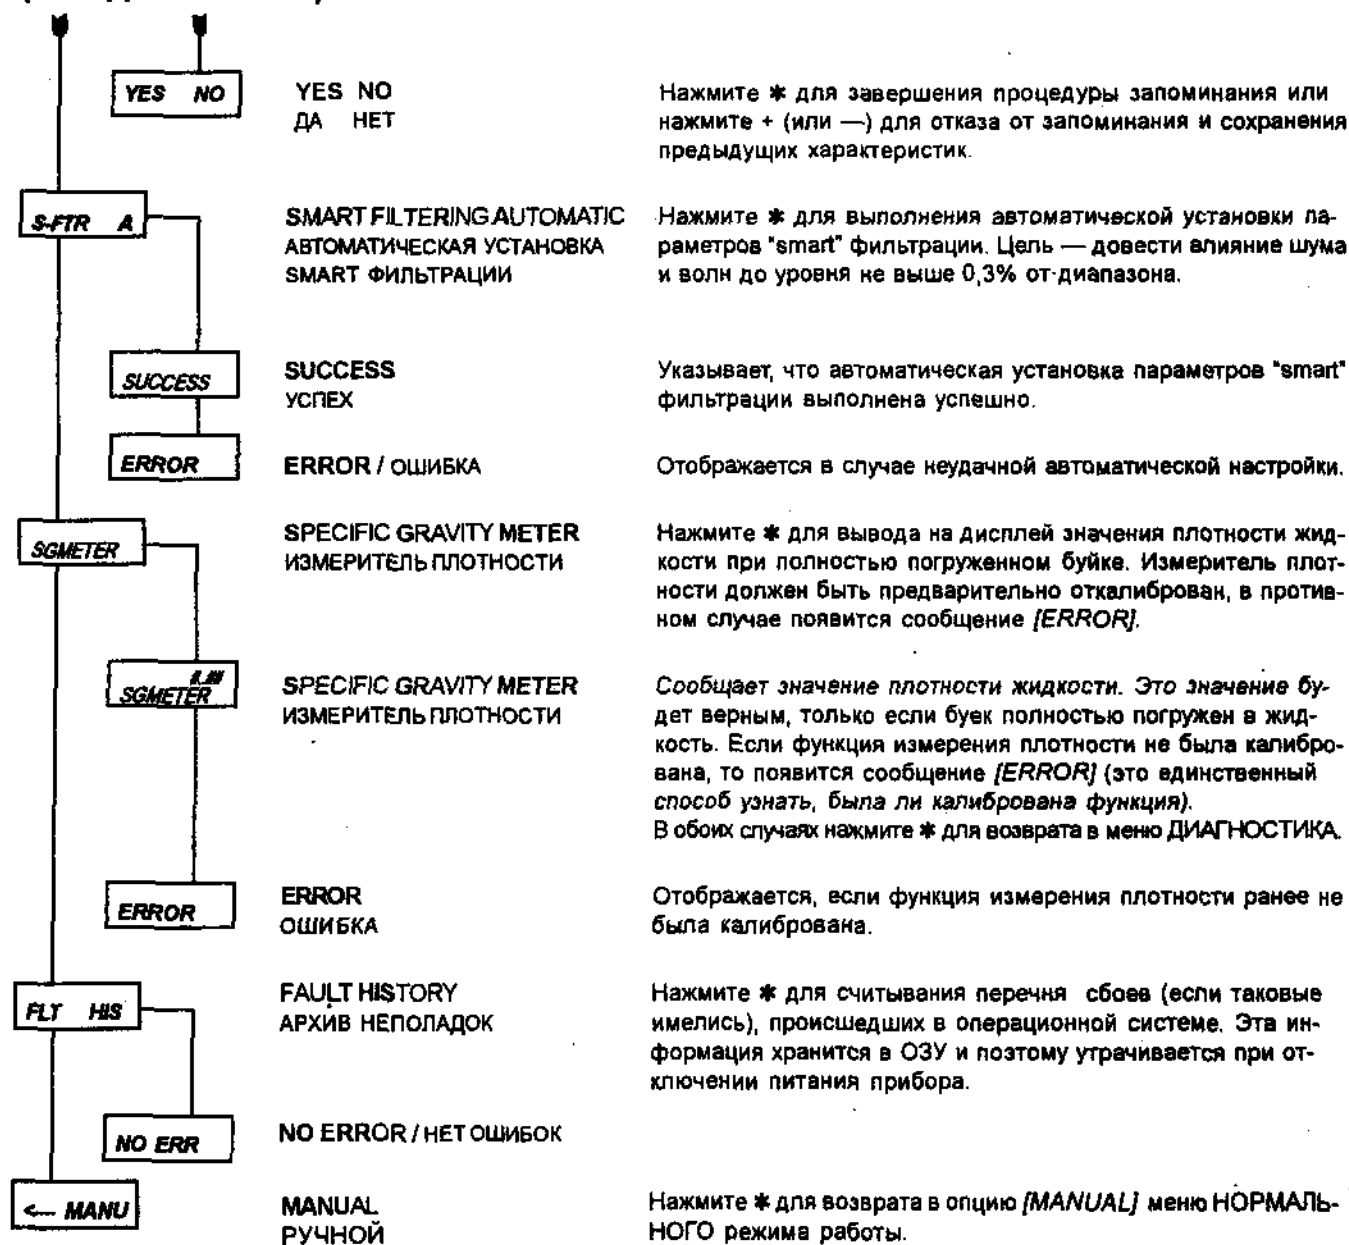 YES NO YES NO Нажмите ✱ для завершения процедуры запоминания или
ДА НЕТ нажмите + (или —) для отказа от запоминания и сохранения
предыдущих характеристик.
S-FTR A SMART FILTERING AUTOMATIC Нажмите ✱ для выполнения автоматической установки па-
АВТОМАТИЧЕСКАЯ УСТАНОВКА раметров "smart" фильтрации. Цель — довести влияние шума
SMART ФИЛЬТРАЦИИ и волн до уровня не выше 0,3% от диапазона.
SUCCESS SUCCESS Указывает, что автоматическая установка параметров "smart"
УСПЕХ фильтрации выполнена успешно.
ERROR ERROR / ОШИБКА Отображается в случае неудачной автоматической настройки.
SGMETER SPECIFIC GRAVITY METER Нажмите ✱ для вывода на дисплей значения плотности жид-
ИЗМЕРИТЕЛЬ ПЛОТНОСТИ кости при полностью погруженном буйке. Измеритель плот-
ности должен быть предварительно откалиброван, в против-
ном случае появится сообщение [ERROR].
SGMETER SPECIFIC GRAVITY METER Сообщает значение плотности жидкости. Это значение бу-
ИЗМЕРИТЕЛЬ ПЛОТНОСТИ дет верным, только если буек полностью погружен в жид-
кость. Если функция измерения плотности не была калибро-
вана, то появится сообщение [ERROR] (это единственный
способ узнать, была ли калибрована функция).
В обоих случаях нажмите ✱ для возврата в меню ДИАГНОСТИКА.
ERROR ERROR Отображается, если функция измерения плотности ранее не
ОШИБКА была калибрована.
FLT HIS FAULT HISTORY Нажмите ✱ для считывания перечня сбоев (если таковые
АРХИВ НЕПОЛАДОК имелись), происшедших в операционной системе. Эта ин-
формация хранится в ОЗУ и поэтому утрачивается при от-
ключении питания прибора.
NO ERR NO ERROR / НЕТ ОШИБОК
<--- MANU MANUAL Нажмите ✱ для возврата в опцию [MANUAL] меню НОРМАЛЬ-
РУЧНОЙ НОГО режима работы.